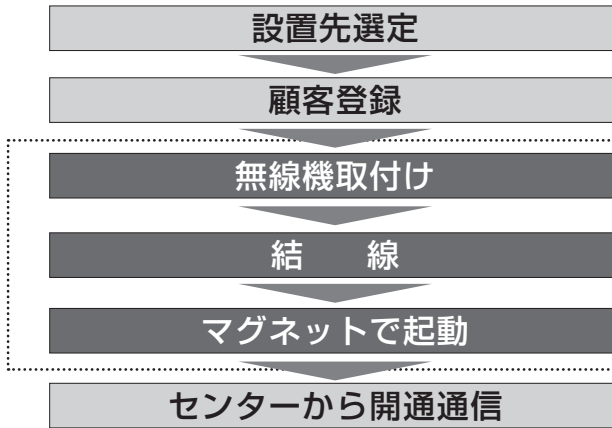 設置先選定
顧客登録
無線機取付け
結　　線
マグネットで起動
センターから開通通信